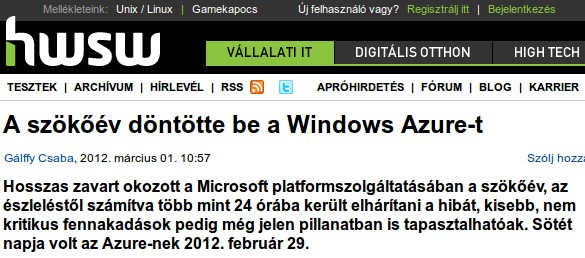 Mellékleteink: Unix / Linux | Gamekapocs Új felhasználó vagy? Regisztrálj itt | Bejelentkezés
hwsw
VÁLLALATI IT DIGITÁLIS OTTHON HIGH TECH
TESZTEK | ARCHÍVUM | HÍRLEVÉL | RSS APRÓHIRDETÉS | FÓRUM | BLOG | KARRIER
A szökőév döntötte be a Windows Azure-t
Gálffy Csaba, 2012. március 01. 10:57 Szólj hozzá
Hosszas zavart okozott a Microsoft platformszolgáltatásában a szökőév, az
észleléstől számítva több mint 24 órába került elhárítani a hibát, kisebb, nem
kritikus fennakadások pedig még jelen pillanatban is tapasztalhatóak. Sötét
napja volt az Azure-nek 2012. február 29.